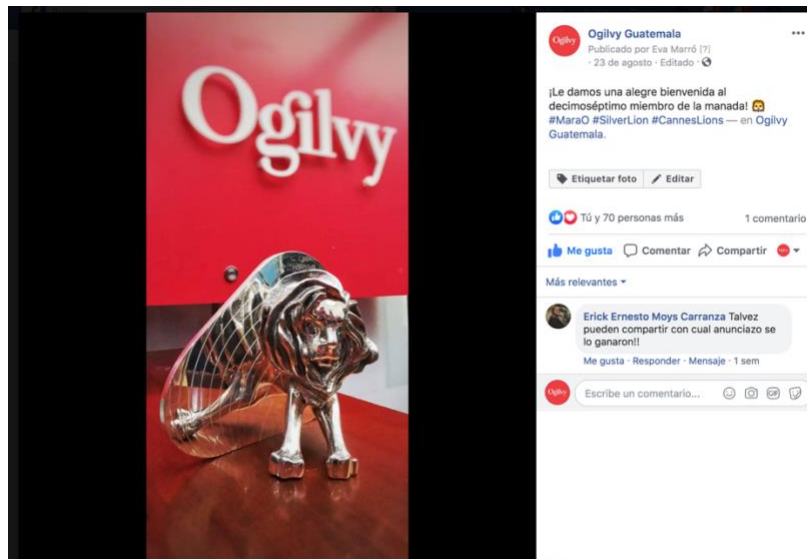 Ogilvy
Ogilvy
Ogilvy Guatemala
Publicado por Eva Marró [?]
· 23 de agosto · Editado ·
¡Le damos una alegre bienvenida al
decimoséptimo miembro de la manada! 🦁
#MaraO #SilverLion #CannesLions — en Ogilvy
Guatemala.
Etiquetar foto
Editar
Tú y 70 personas más
1 comentario
Me gusta
Comentar
Compartir
Más relevantes
Erick Ernesto Moys Carranza Talvez
pueden compartir con cual anunciazo se
lo ganaron!!
Me gusta · Responder · Mensaje · 1 sem
Ogilvy
Escribe un comentario...
GIF